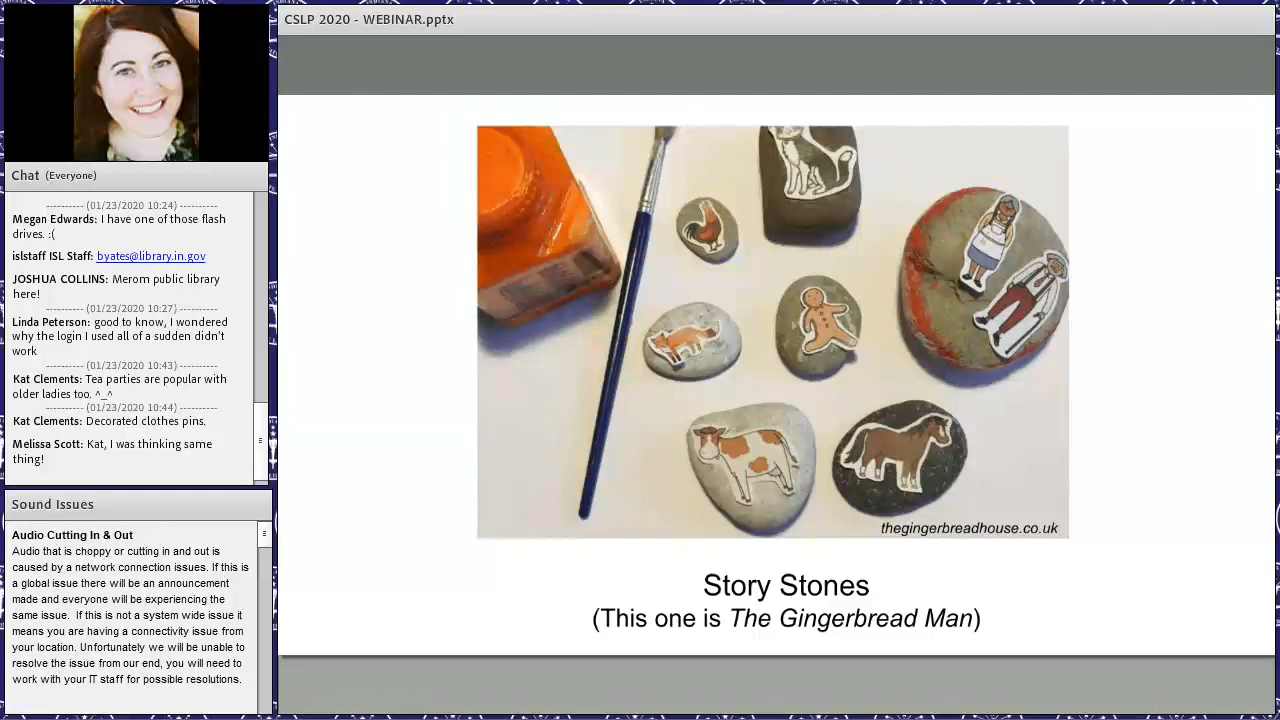 CSLP 2020 - WEBINAR.pptx
Chat (Everyone)
---------- (01/23/2020 10:24) ----------
Megan Edwards: I have one of those flash
drives. :(
islstaff ISL Staff: byates@library.in.gov
JOSHUA COLLINS: Merom public library
here!
---------- (01/23/2020 10:27) ----------
Linda Peterson: good to know, I wondered
why the login I used all of a sudden didn't
work
---------- (01/23/2020 10:43) ----------
Kat Clements: Tea parties are popular with
older ladies too. ^_^
---------- (01/23/2020 10:44) ----------
Kat Clements: Decorated clothes pins.
Melissa Scott: Kat, I was thinking same
thing!
Sound Issues
Audio Cutting In & Out
Audio that is choppy or cutting in and out is
caused by a network connection issues. If this is
a global issue there will be an announcement
made and everyone will be experiencing the
same issue. If this is not a system wide issue it
means you are having a connectivity issue from
your location. Unfortunately we will be unable to
resolve the issue from our end, you will need to
work with your IT staff for possible resolutions.
thegingerbreadhouse.co.uk
Story Stones
(This one is The Gingerbread Man)